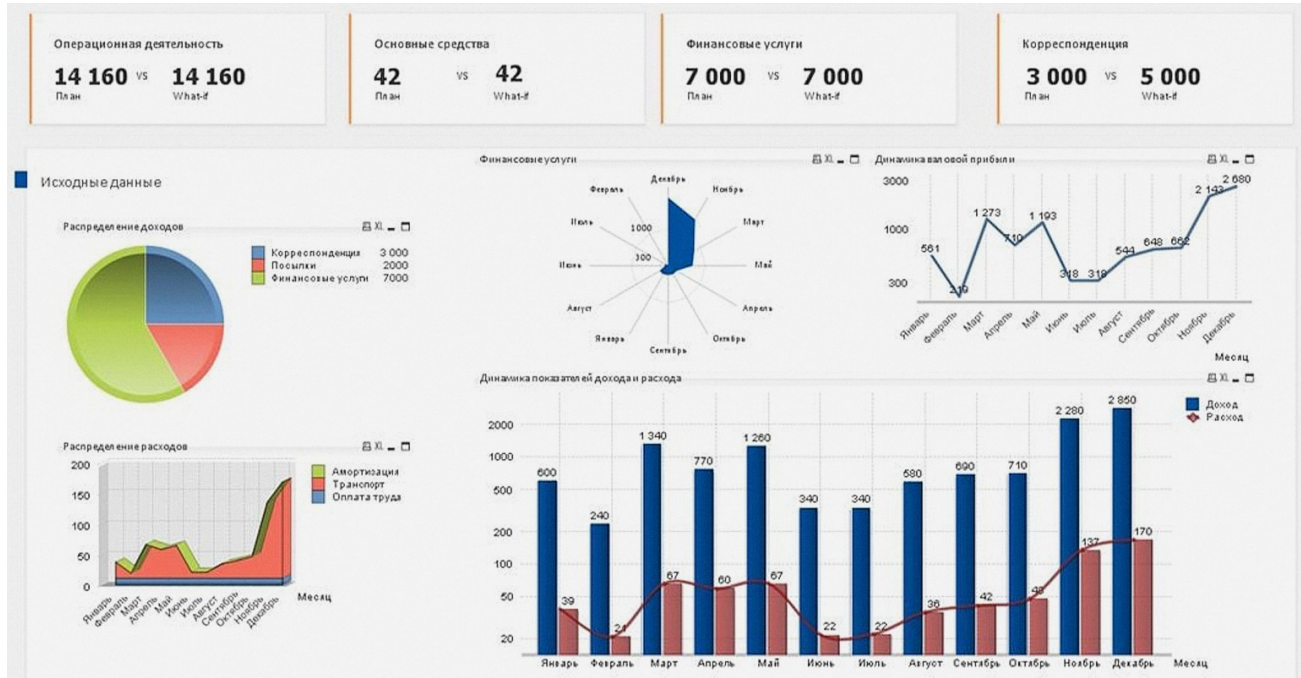 Операционная деятельность
14 160 vs 14 160
План What-if
Основные средства
42 vs 42
План What-if
Финансовые услуги
7 000 vs 7 000
План What-if
Корреспонденция
3 000 vs 5 000
План What-if
Исходные данные
Распределение доходов
XL
Корреспонденция 3 000
Посылки 2000
Финансовые услуги 7000
Финансовые услуги
XL
Декабрь
Ноябрь
Март
Май
Апрель
Октябрь
Сентябрь
Январь
Август
Июнь
Июль
Февраль
1000
300
Динамика валовой прибыли
XL
3000
1000
300
561
219
1 273
710
1 193
318
318
544
648
662
2 143
2 680
Январь
Февраль
Март
Апрель
Май
Июнь
Июль
Август
Сентябрь
Октябрь
Ноябрь
Декабрь
Месяц
Распределение расходов
XL
200
150
100
50
0
Амортизация
Транспорт
Оплата труда
Январь
Февраль
Март
Апрель
Май
Июнь
Июль
Август
Сентябрь
Октябрь
Ноябрь
Декабрь
Месяц
Динамика показателей дохода и расхода
XL
Доход
Расход
2000
1000
500
200
100
50
20
600
240
1 340
770
1 260
340
340
580
690
710
2 280
2 850
39
24
67
60
67
22
22
36
42
48
137
170
Январь Февраль Март Апрель Май Июнь Июль Август Сентябрь Октябрь Ноябрь Декабрь Месяц